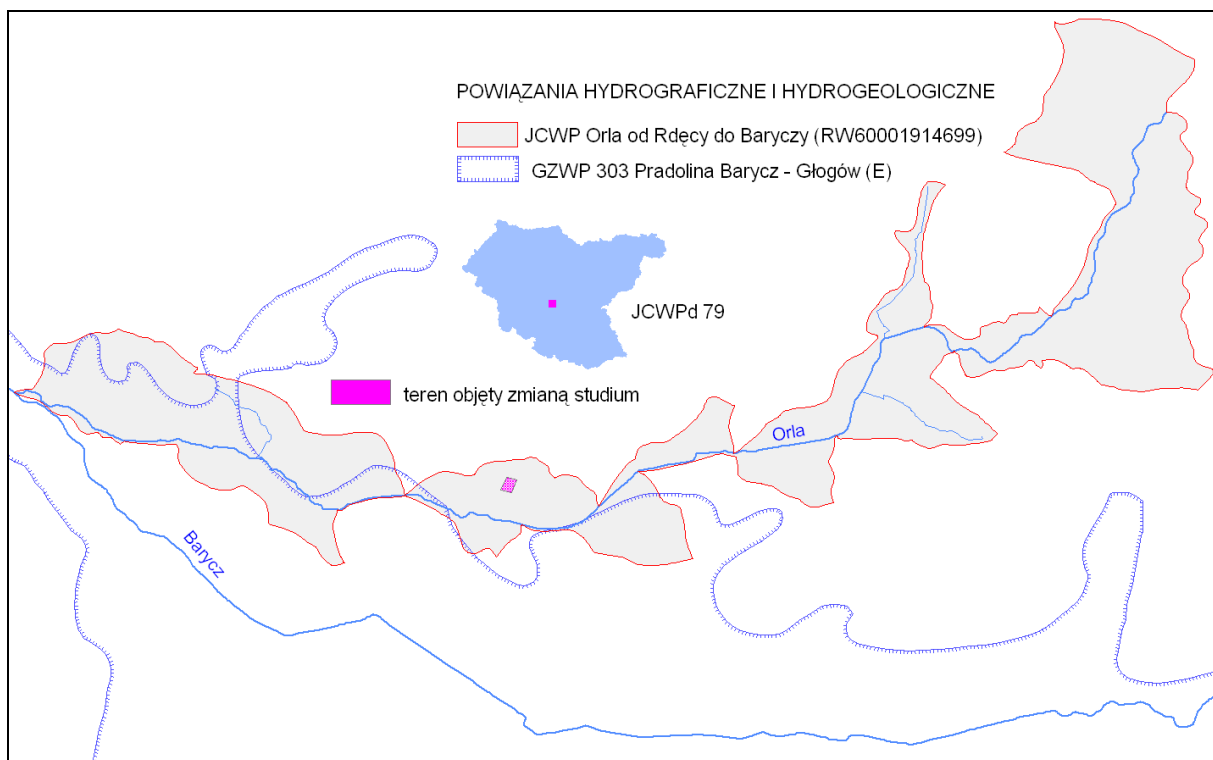 POWIĄZANIA HYDROGRAFICZNE I HYDROGEOLOGICZNE
JCWP Orla od Rdęcy do Baryczy (RW60001914699)
GZWP 303 Pradolina Barycz - Głogów (E)
JCWPd 79
teren objęty zmianą studium
Orla
Barycz